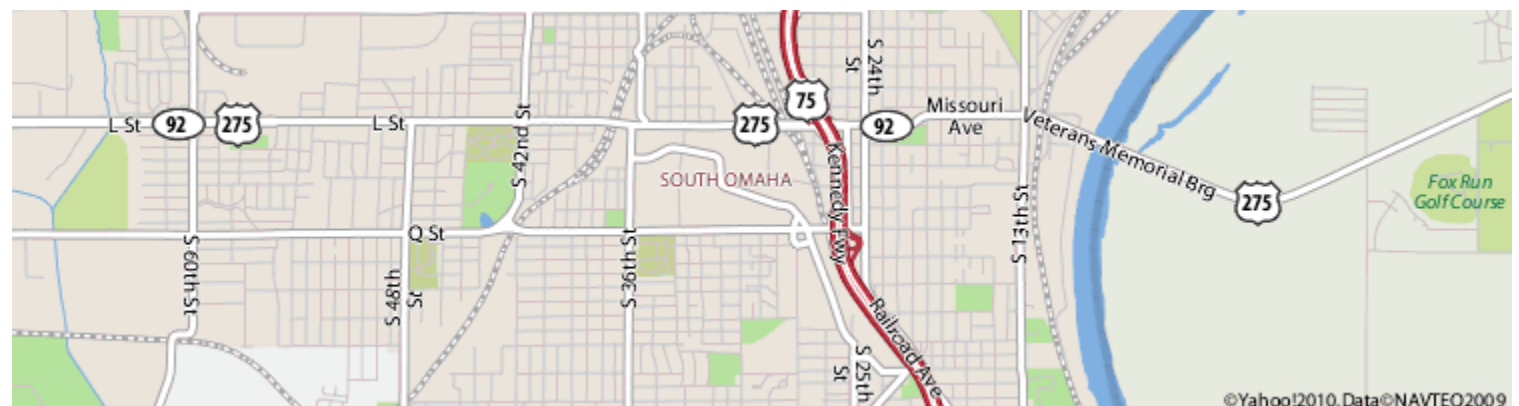 S 24th
St
75
Missouri
Ave
L St
92
275
L St
S 42nd St
275
92
Veterans Memorial Brg
Kennedy Fwy
SOUTH OMAHA
Fox Run
Golf Course
275
Q St
S 60th St
S 36th St
S 13th St
S 48th
St
Railroad Ave
S 25th
St
©Yahoo!2010, Data©NAVTEQ2009